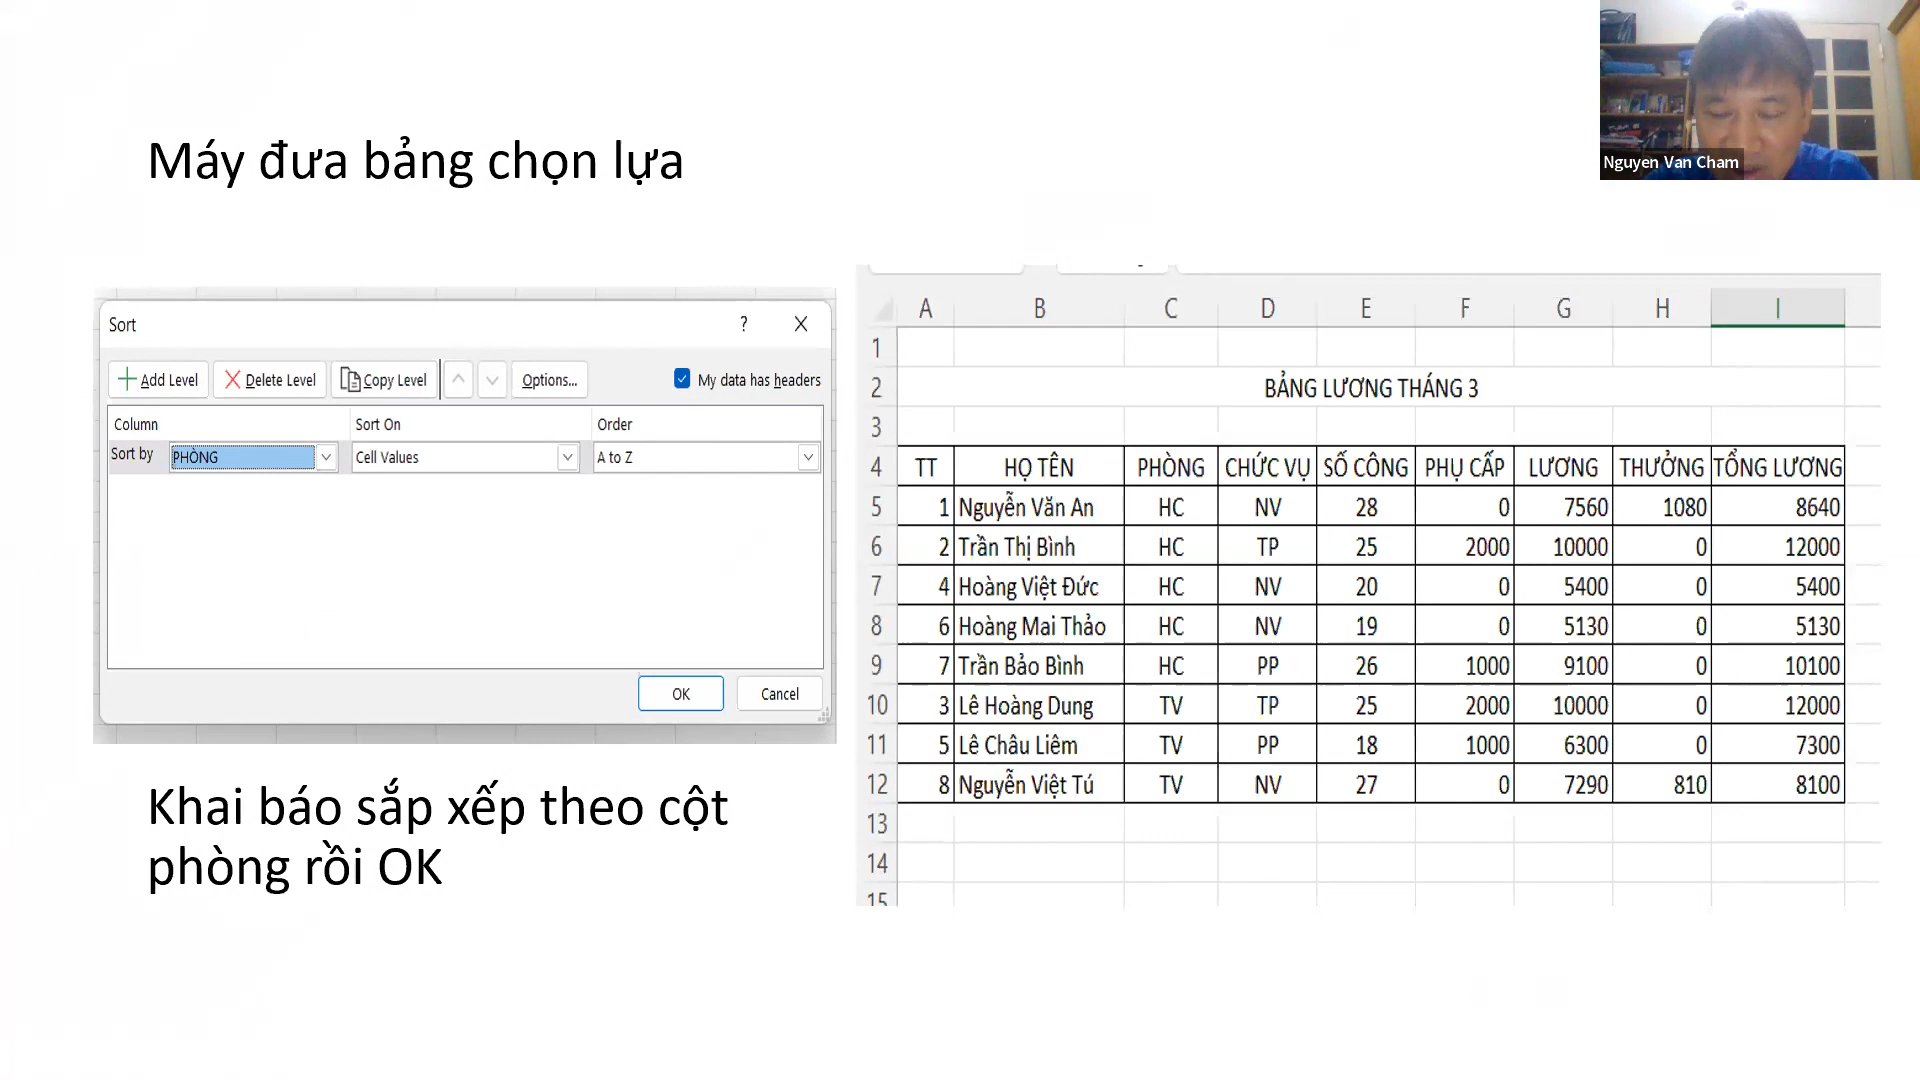 Nguyen Van Cham
Máy đưa bảng chọn lựa
Sort ? X
Add Level Delete Level Copy Level Options... My data has headers
Column Sort On Order
Sort by PHÒNG Cell Values A to Z
OK Cancel
Khai báo sắp xếp theo cột
phòng rồi OK
A B C D E F G H I
1
2 BẢNG LƯƠNG THÁNG 3
3
4 TT HỌ TÊN PHÒNG CHỨC VỤ SỐ CÔNG PHỤ CẤP LƯƠNG THƯỞNG TỔNG LƯƠNG
5 1 Nguyễn Văn An HC NV 28 0 7560 1080 8640
6 2 Trần Thị Bình HC TP 25 2000 10000 0 12000
7 4 Hoàng Việt Đức HC NV 20 0 5400 0 5400
8 6 Hoàng Mai Thảo HC NV 19 0 5130 0 5130
9 7 Trần Bảo Bình HC PP 26 1000 9100 0 10100
10 3 Lê Hoàng Dung TV TP 25 2000 10000 0 12000
11 5 Lê Châu Liêm TV PP 18 1000 6300 0 7300
12 8 Nguyễn Việt Tú TV NV 27 0 7290 810 8100
13
14
15